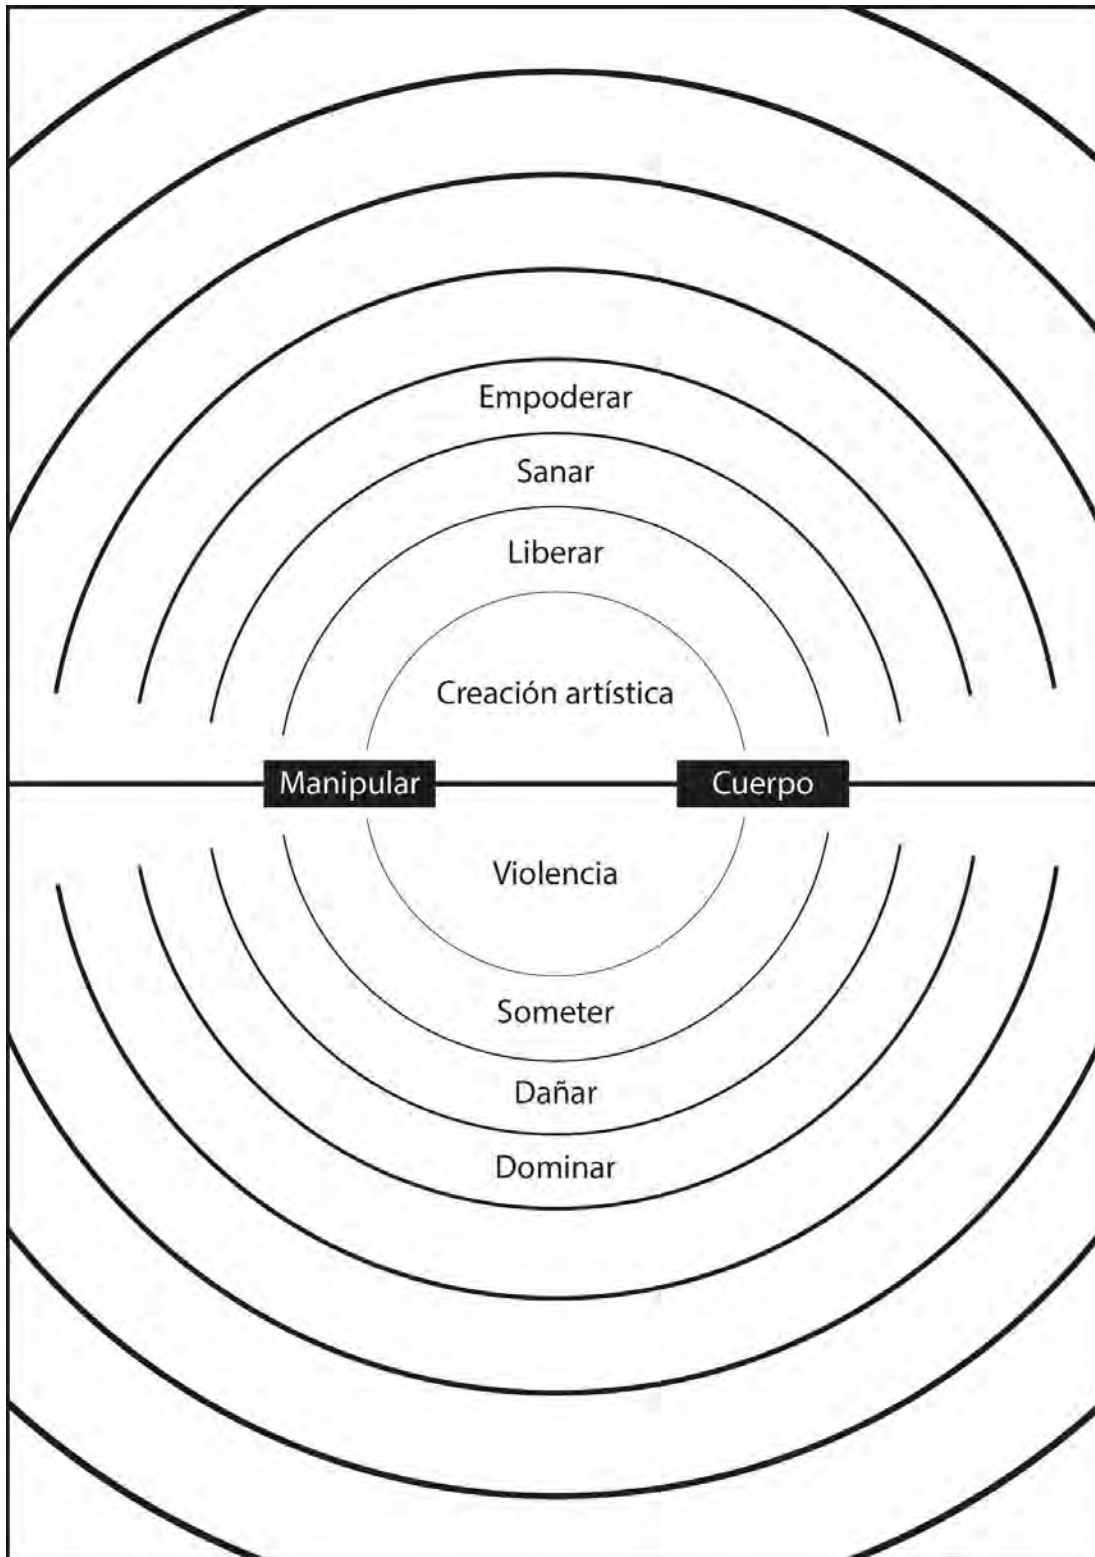 Empoderar
Sanar
Liberar
Creación artística
Manipular
Cuerpo
Violencia
Someter
Dañar
Dominar